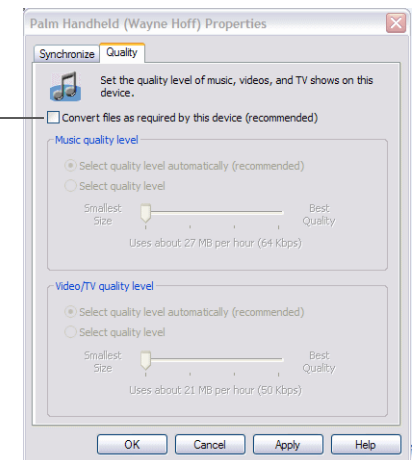 Palm Handheld (Wayne Hoff) Properties
Synchronize Quality
Set the quality level of music, videos, and TV shows on this
device.
Convert files as required by this device (recommended)
Music quality level
Select quality level automatically (recommended)
Select quality level
Smallest Best
Size Quality
Uses about 27 MB per hour (64 Kbps)
Video/TV quality level
Select quality level automatically (recommended)
Select quality level
Smallest Best
Size Quality
Uses about 21 MB per hour (50 Kbps)
OK Cancel Apply Help